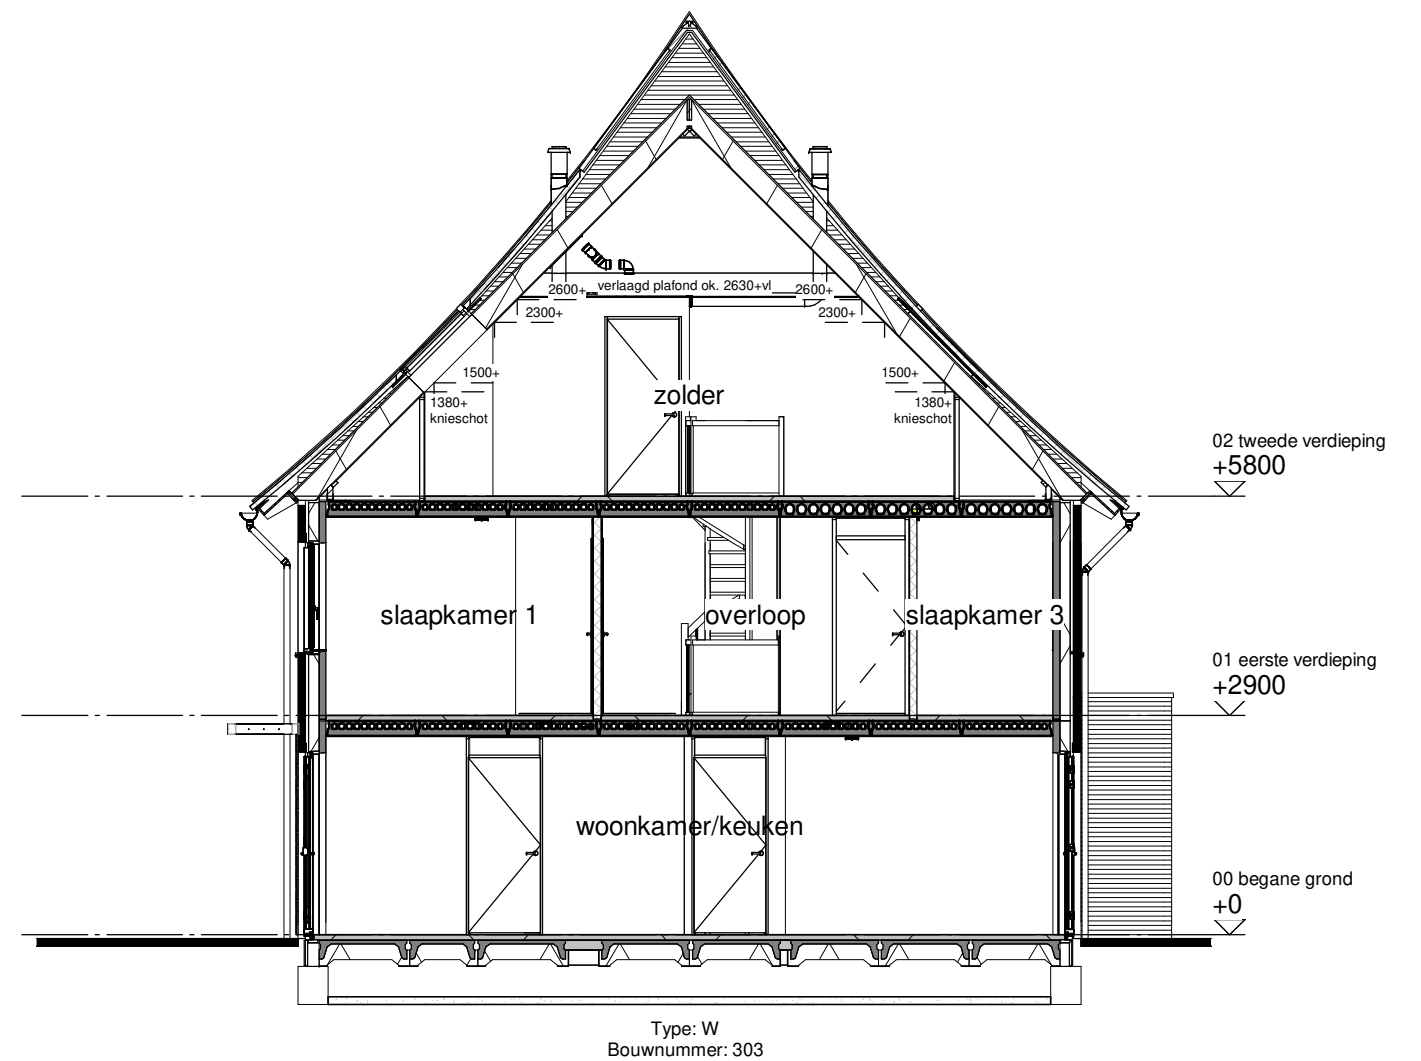 verlaagd plafond ok. 2630+vl
2600+
2600+
2300+
2300+
1500+
1500+
1380+
knieschot
1380+
knieschot
zolder
02 tweede verdieping
+5800
slaapkamer 1
overloop
slaapkamer 3
01 eerste verdieping
+2900
woonkamer/keuken
00 begane grond
+0
Type: W
Bouwnummer: 303